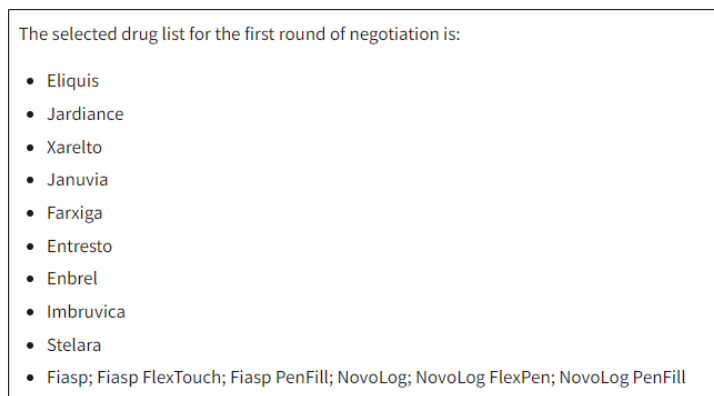 The selected drug list for the first round of negotiation is:
• Eliquis
• Jardiance
• Xarelto
• Januvia
• Farxiga
• Entresto
• Enbrel
• Imbruvica
• Stelara
• Fiasp; Fiasp FlexTouch; Fiasp PenFill; NovoLog; NovoLog FlexPen; NovoLog PenFill